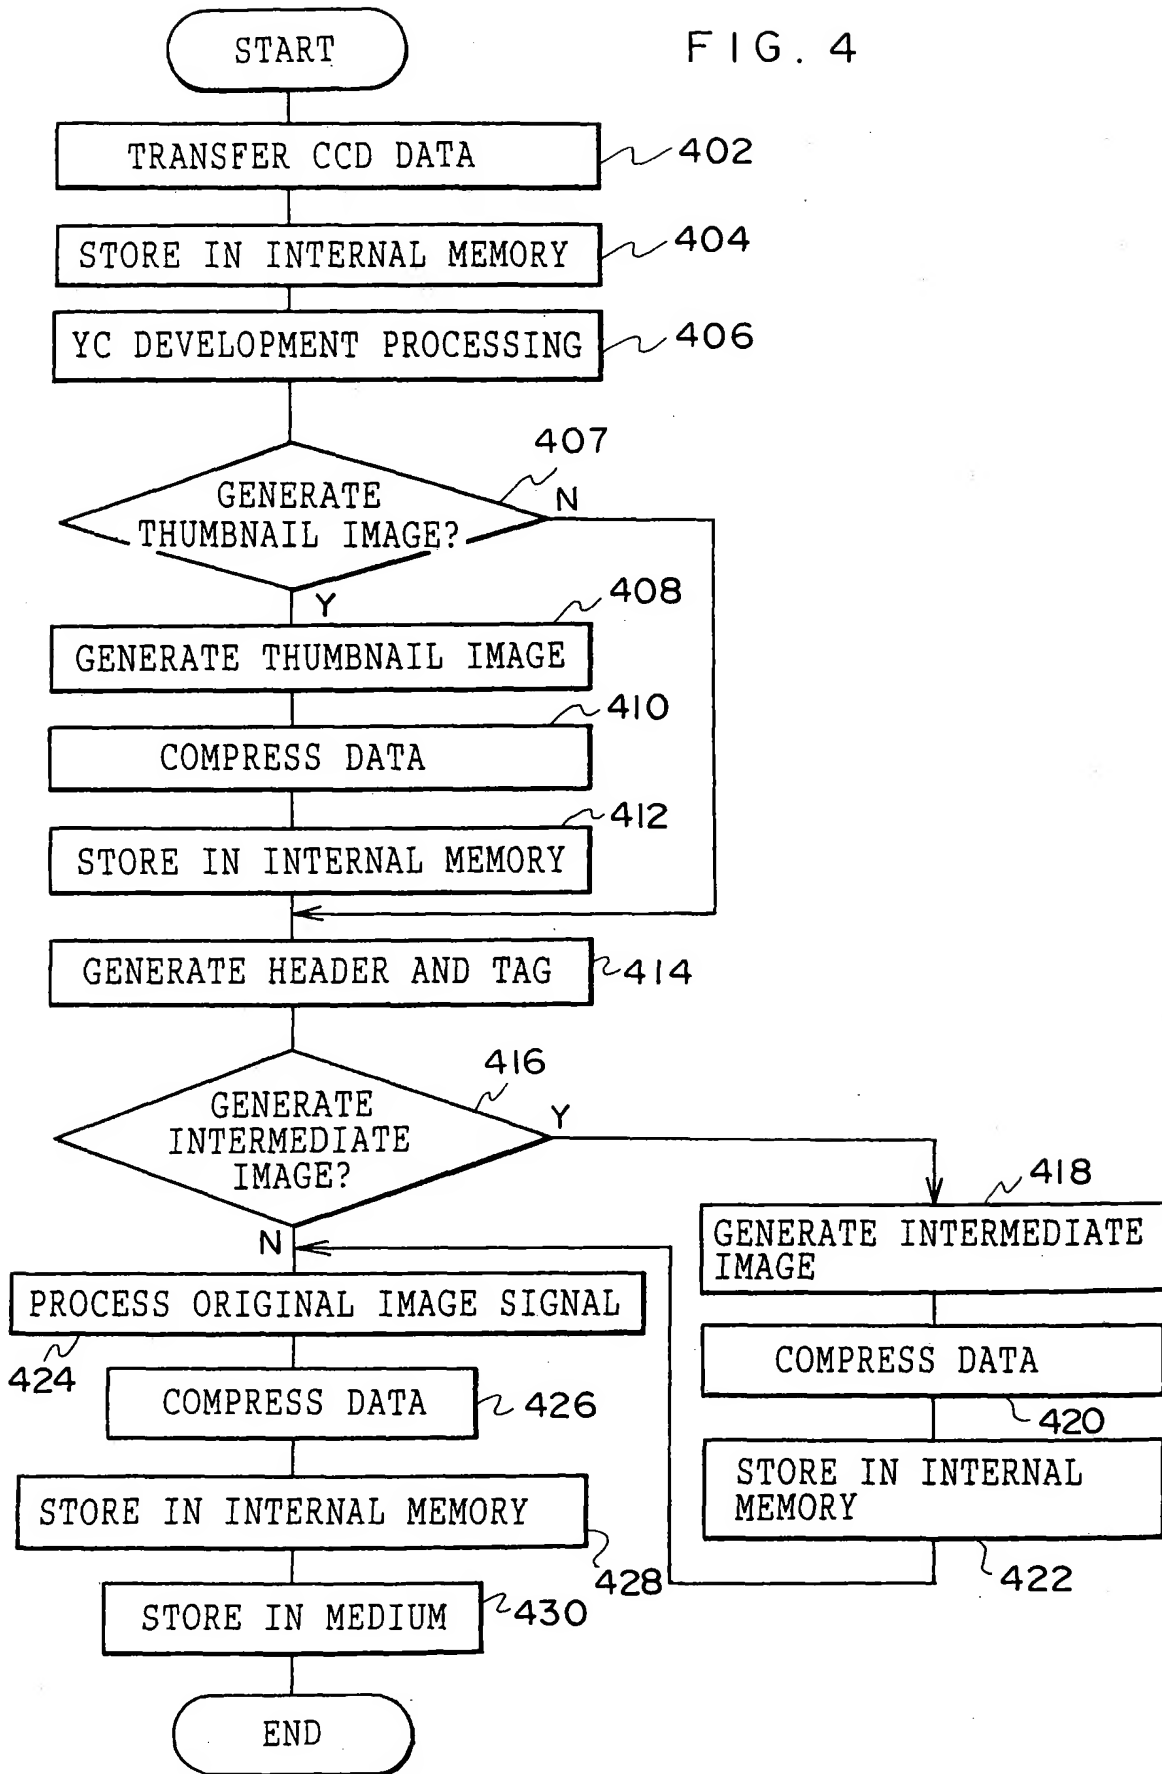 FIG. 4
START
TRANSFER CCD DATA
402
STORE IN INTERNAL MEMORY
404
YC DEVELOPMENT PROCESSING
406
407
GENERATE
THUMBNAIL IMAGE?
N
Y
408
GENERATE THUMBNAIL IMAGE
410
COMPRESS DATA
412
STORE IN INTERNAL MEMORY
GENERATE HEADER AND TAG
414
416
GENERATE
INTERMEDIATE
IMAGE?
Y
N
418
GENERATE INTERMEDIATE
IMAGE
COMPRESS DATA
420
STORE IN INTERNAL
MEMORY
422
PROCESS ORIGINAL IMAGE SIGNAL
424
COMPRESS DATA
426
STORE IN INTERNAL MEMORY
428
STORE IN MEDIUM
430
END